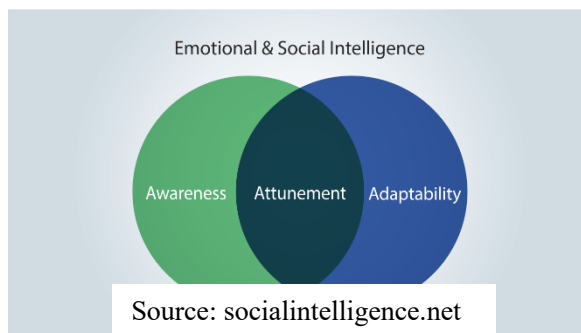 Emotional & Social Intelligence
Awareness Attunement Adaptability
Source: socialintelligence.net